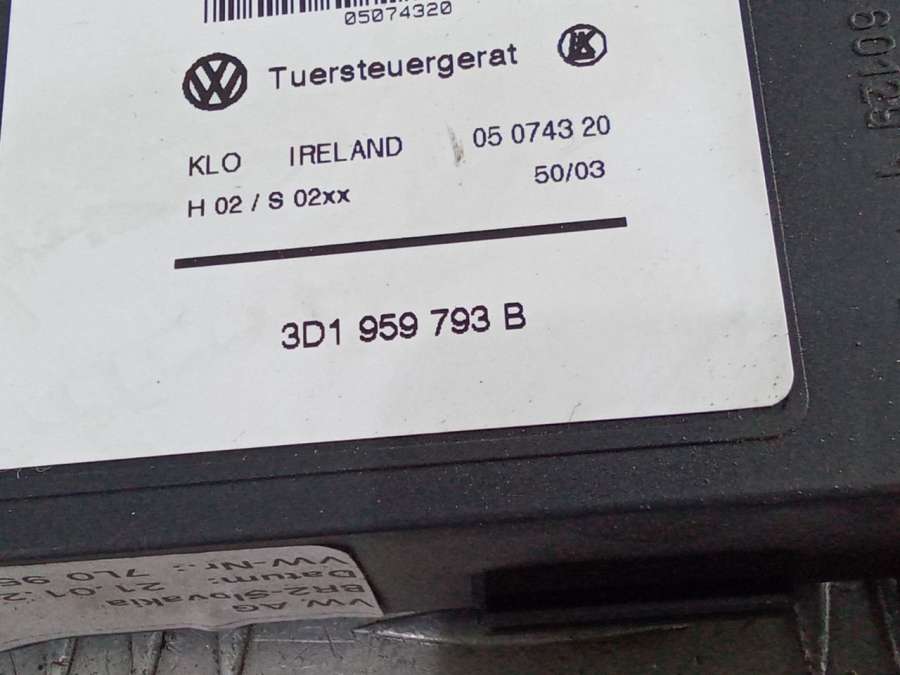 05074320
Tuersteuergerat
KLO IRELAND 05 0743 20
H 02 / S 02xx 50/03
3D1 959 793 B
VW AG
BR2-Slovakia
Datum: 21.01.2
VW-Nr.: 7L0 95